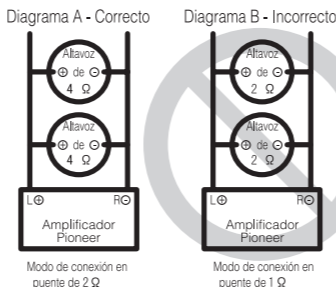 Diagrama A - Correcto
Altavoz
⊕ de ⊖
4 Ω
Altavoz
⊕ de ⊖
4 Ω
L⊕ R⊖
Amplificador
Pioneer
Modo de conexión en
puente de 2 Ω
Diagrama B - Incorrecto
Altavoz
⊕ de ⊖
2 Ω
Altavoz
⊕ de ⊖
2 Ω
L⊕ R⊖
Amplificador
Pioneer
Modo de conexión en
puente de 1 Ω